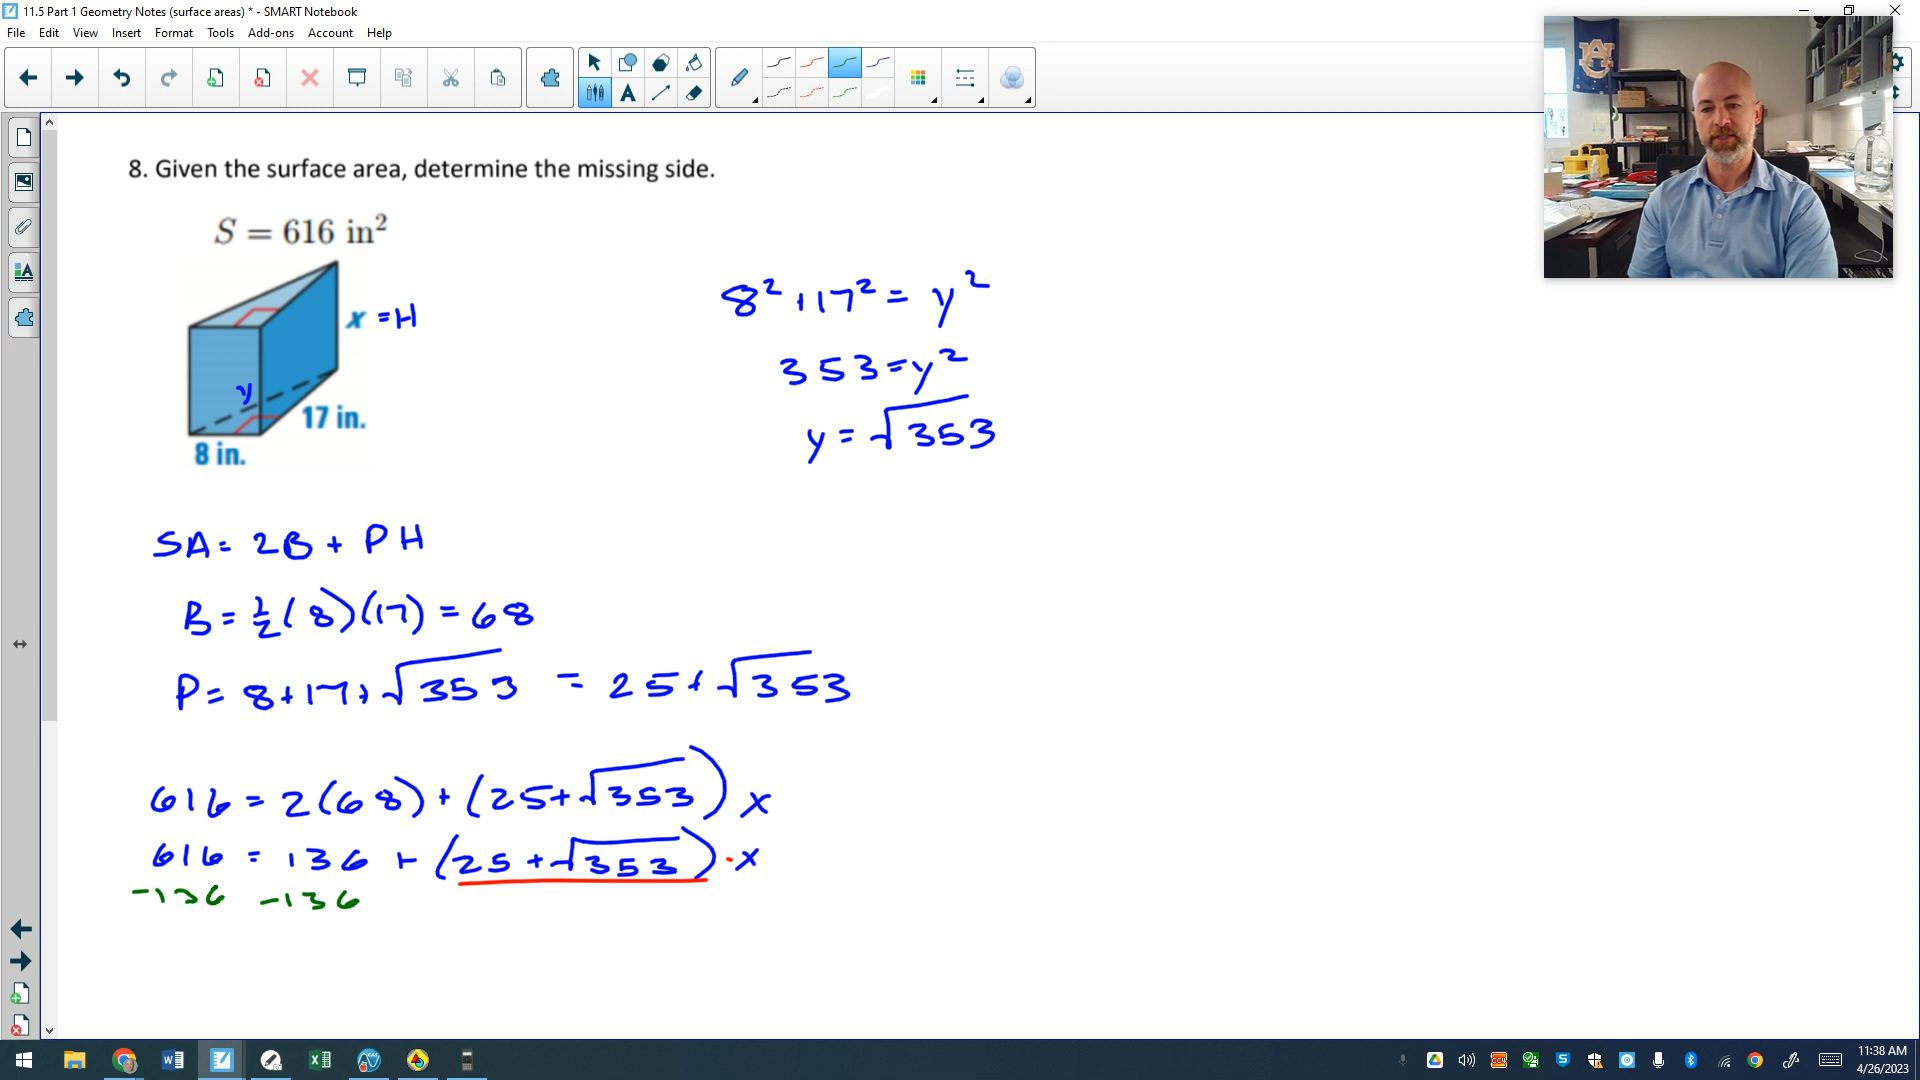 11.5 Part 1 Geometry Notes (surface areas) * - SMART Notebook
File Edit View Insert Format Tools Add-ons Account Help
8. Given the surface area, determine the missing side.
S = 616 in²
x = H
y
17 in.
8 in.
8² + 17² = y²
353 = y²
y = √353
SA = 2B + PH
B = ½(8)(17) = 68
P = 8 + 17 + √353 = 25 + √353
616 = 2(68) + (25 + √353) x
616 = 136 + (25 + √353) · x
-136 -136
11:38 AM
4/26/2023